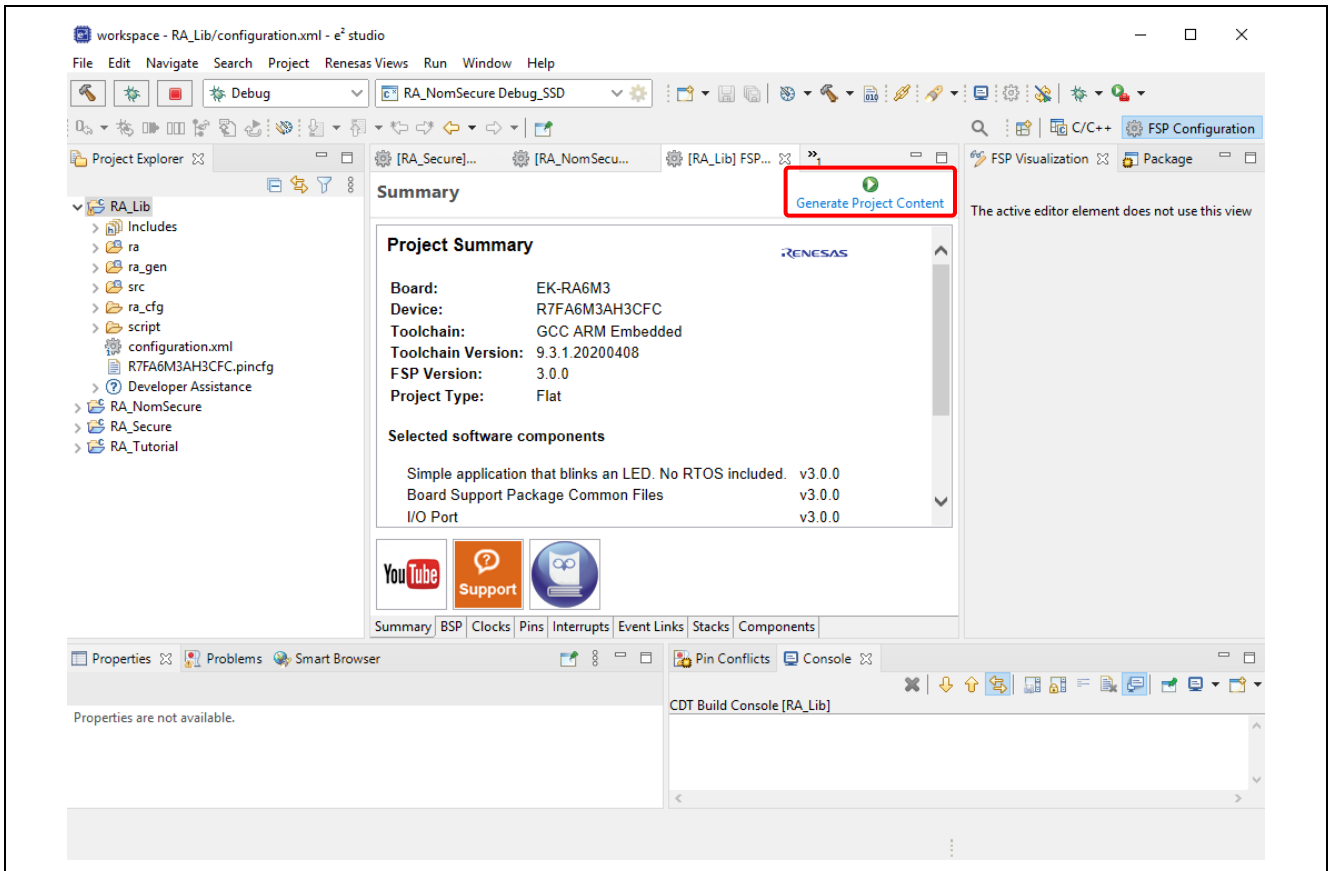 workspace - RA_Lib/configuration.xml - e² studio
File Edit Navigate Search Project Renesas Views Run Window Help
Debug
RA_NomSecure Debug_SSD
010
C/C++
FSP Configuration
Project Explorer
[RA_Secure]...
[RA_NomSecu...
[RA_Lib] FSP...
»1
FSP Visualization
Package
Summary
Generate Project Content
The active editor element does not use this view
RA_Lib
Includes
ra
ra_gen
src
ra_cfg
script
configuration.xml
R7FA6M3AH3CFC.pincfg
Developer Assistance
RA_NomSecure
RA_Secure
RA_Tutorial
Project Summary
RENESAS
Board: EK-RA6M3
Device: R7FA6M3AH3CFC
Toolchain: GCC ARM Embedded
Toolchain Version: 9.3.1.20200408
FSP Version: 3.0.0
Project Type: Flat
Selected software components
Simple application that blinks an LED. No RTOS included. v3.0.0
Board Support Package Common Files v3.0.0
I/O Port v3.0.0
YouTube
Support
Summary BSP Clocks Pins Interrupts Event Links Stacks Components
Properties
Problems
Smart Browser
Pin Conflicts
Console
Properties are not available.
CDT Build Console [RA_Lib]